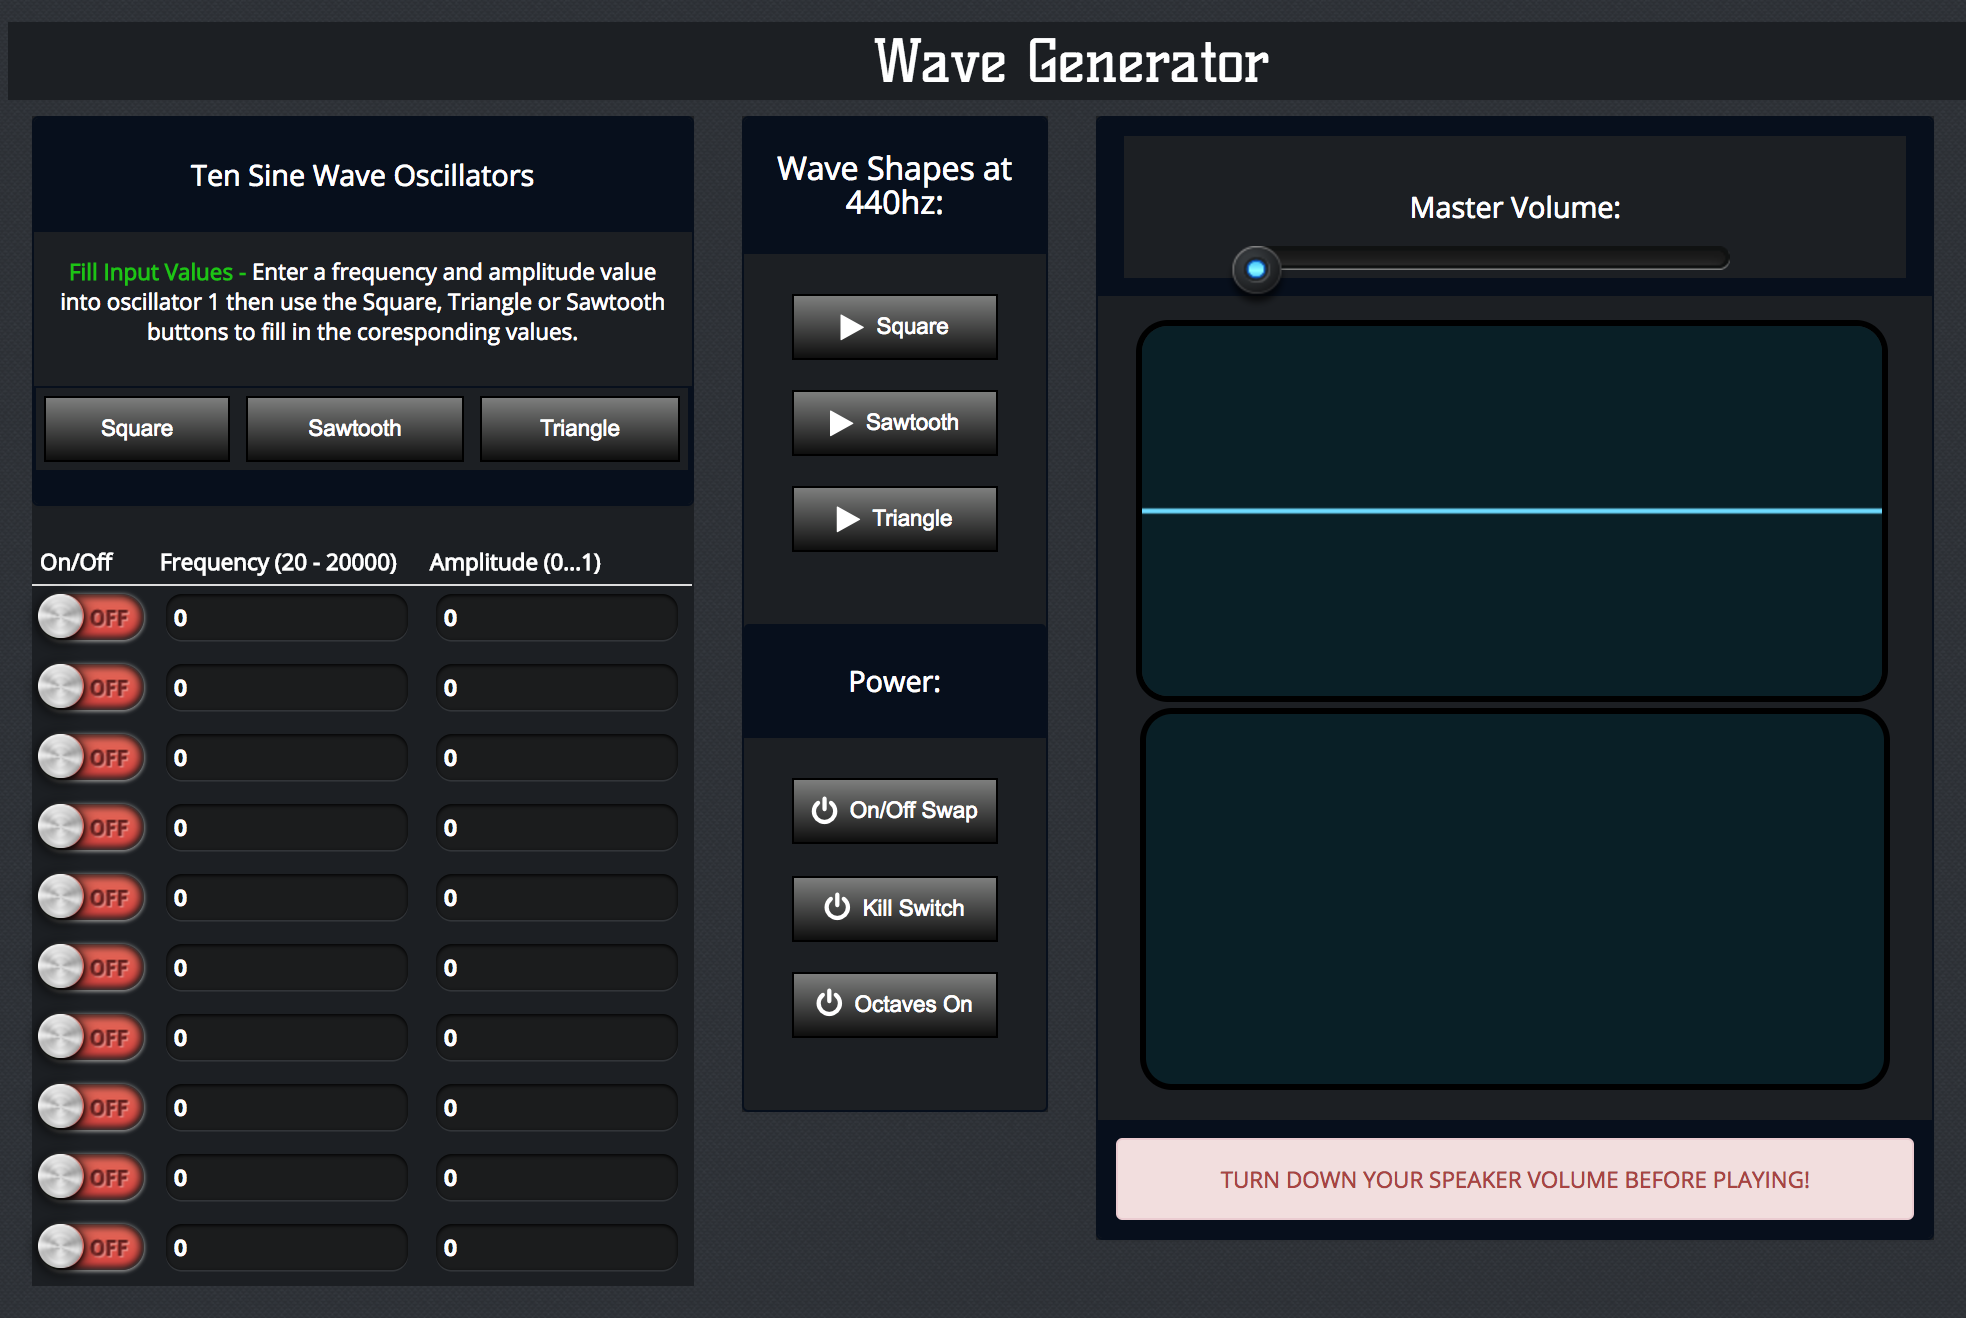 Wave Generator
Ten Sine Wave Oscillators
Fill Input Values - Enter a frequency and amplitude value
into oscillator 1 then use the Square, Triangle or Sawtooth
buttons to fill in the coresponding values.
Square
Sawtooth
Triangle
On/Off
Frequency (20 - 20000)
Amplitude (0...1)
OFF 0 0
OFF 0 0
OFF 0 0
OFF 0 0
OFF 0 0
OFF 0 0
OFF 0 0
OFF 0 0
OFF 0 0
OFF 0 0
Wave Shapes at
440hz:
Square
Sawtooth
Triangle
Power:
On/Off Swap
Kill Switch
Octaves On
Master Volume:
TURN DOWN YOUR SPEAKER VOLUME BEFORE PLAYING!